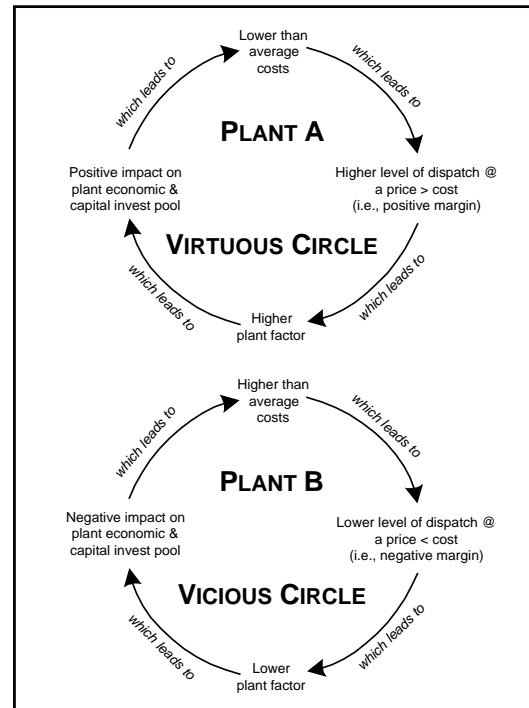 Lower than
average
costs
which leads to
which leads to
PLANT A
Positive impact on
plant economic &
capital invest pool
Higher level of dispatch @
a price > cost
(i.e., positive margin)
VIRTUOUS CIRCLE
which leads to
which leads to
Higher
plant factor
Higher than
average
costs
which leads to
which leads to
PLANT B
Negative impact on
plant economic &
capital invest pool
Lower level of dispatch @
a price < cost
(i.e., negative margin)
VICIOUS CIRCLE
which leads to
which leads to
Lower
plant factor